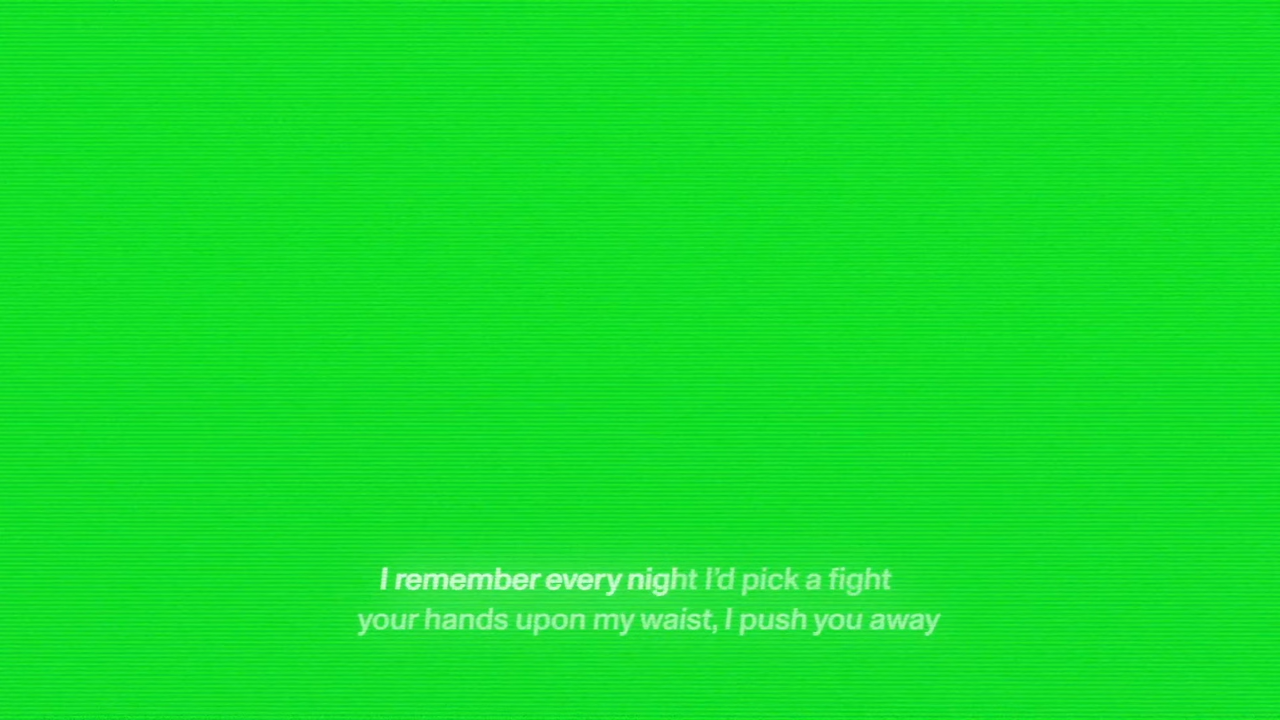 I remember every night I’d pick a fight
your hands upon my waist, I push you away